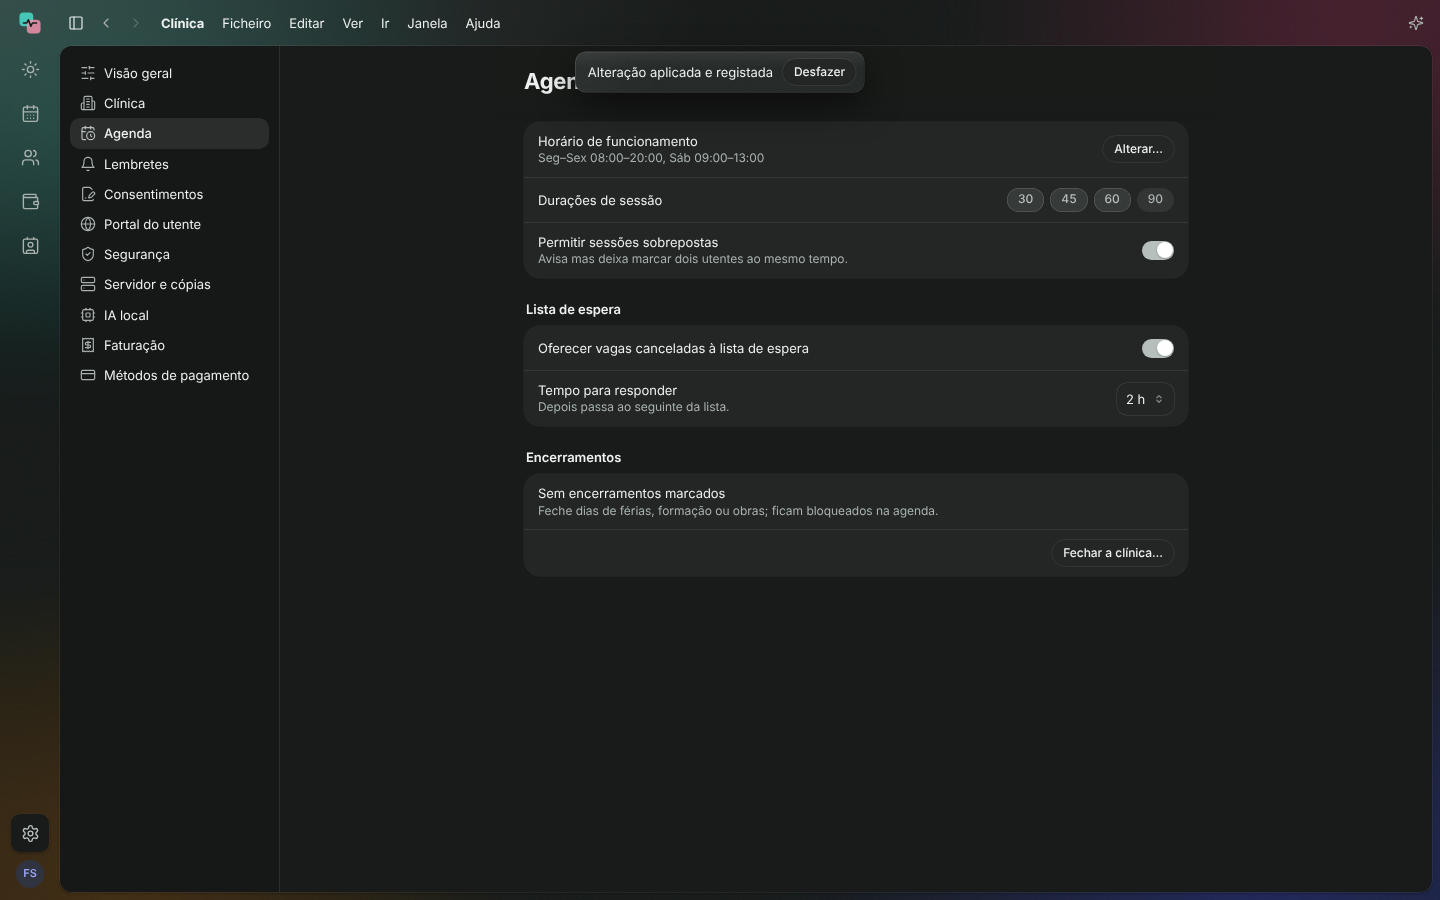 Clínica Ficheiro Editar Ver Ir Janela Ajuda
Alteração aplicada e registada Desfazer
Visão geral
Clínica
Agenda
Lembretes
Consentimentos
Portal do utente
Segurança
Servidor e cópias
IA local
Faturação
Métodos de pagamento
FS
Horário de funcionamento
Seg–Sex 08:00–20:00, Sáb 09:00–13:00
Alterar...
Durações de sessão
30 45 60 90
Permitir sessões sobrepostas
Avisa mas deixa marcar dois utentes ao mesmo tempo.
Lista de espera
Oferecer vagas canceladas à lista de espera
Tempo para responder
Depois passa ao seguinte da lista.
2 h
Encerramentos
Sem encerramentos marcados
Feche dias de férias, formação ou obras; ficam bloqueados na agenda.
Fechar a clínica...